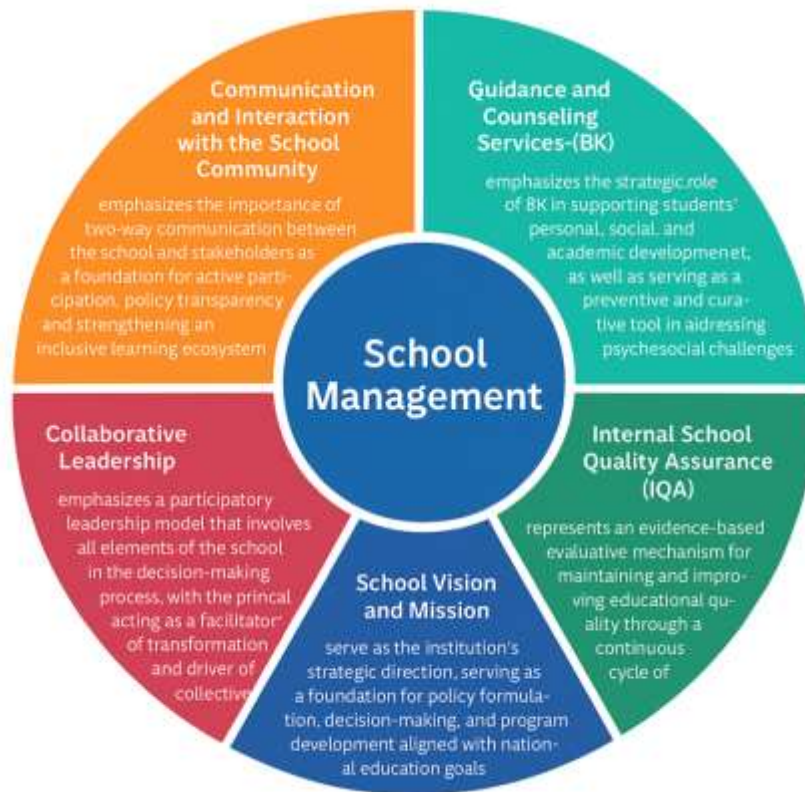 Communication
and Interaction
with the School
Community
emphasizes the importance of
two-way communication between
the school and stakeholders as
a foundation for active parti-
cipation, policy transparency
and strengthening an
inclusive learning ecosystem
Guidance and
Counseling
Services-(BK)
emphasizes the strategic role
of BK in supporting students'
personal, social, and
academic developmenet,
as well as serving as a
preventive and cura-
tive tool in aidressing
psychesocial challenges
School
Management
Collaborative
Leadership
emphasizes a participatory
leadership model that involves
all elements of the school
in the decision-making
process, with the princal
acting as a facilitator
of transformation
and driver of
collective
School Vision
and Mission
serve as the institution's
strategic direction, serving as
a foundation for policy formula-
tion, decision-making, and program
development aligned with nation-
al education goals
Internal School
Quality Assurance
(IQA)
represents an evidence-based
evaluative mechanism for
maintaining and impro-
ving educational qu-
ality through a
continuous
cycle of